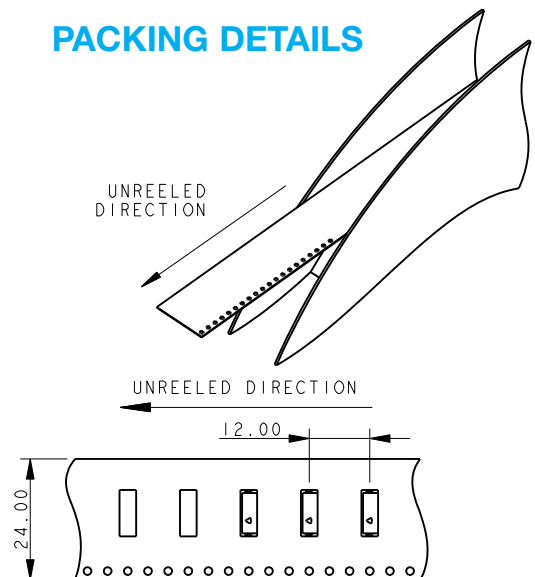 PACKING DETAILS
UNREELED
DIRECTION
UNREELED DIRECTION
12.00
24.00